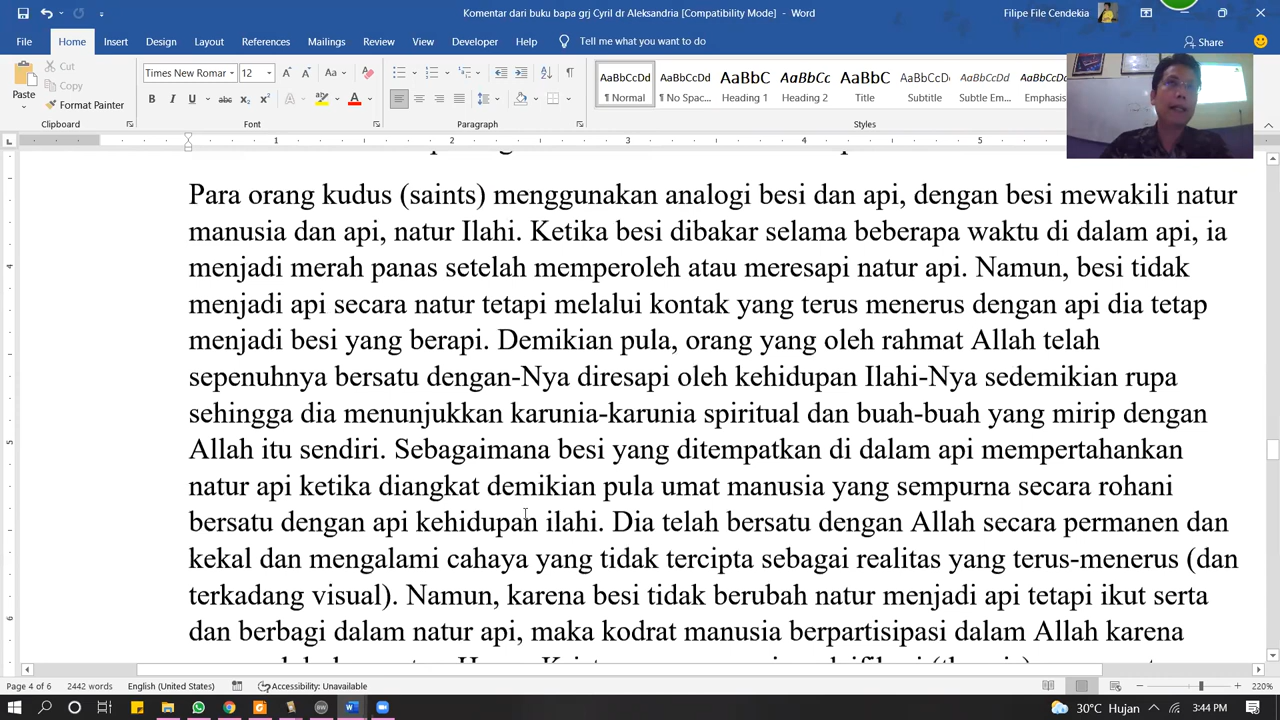 Komentar dari buku bapa grj Cyril dr Aleksandria [Compatibility Mode] - Word
Filipe File Cendekia
File Home Insert Design Layout References Mailings Review View Developer Help Tell me what you want to do
Share
Paste
Cut
Copy
Format Painter
Times New Romar 12
AaBbCcDd AaBbCcDd AaBbC AaBbCc AaBbCc AaBbCcD AaBbCcDd AaBbCcDd
¶ Normal ¶ No Spac... Heading 1 Heading 2 Title Subtitle Subtle Em... Emphasis
Clipboard Font Paragraph Styles
Para orang kudus (saints) menggunakan analogi besi dan api, dengan besi mewakili natur
manusia dan api, natur Ilahi. Ketika besi dibakar selama beberapa waktu di dalam api, ia
menjadi merah panas setelah memperoleh atau meresapi natur api. Namun, besi tidak
menjadi api secara natur tetapi melalui kontak yang terus menerus dengan api dia tetap
menjadi besi yang berapi. Demikian pula, orang yang oleh rahmat Allah telah
sepenuhnya bersatu dengan-Nya diresapi oleh kehidupan Ilahi-Nya sedemikian rupa
sehingga dia menunjukkan karunia-karunia spiritual dan buah-buah yang mirip dengan
Allah itu sendiri. Sebagaimana besi yang ditempatkan di dalam api mempertahankan
natur api ketika diangkat demikian pula umat manusia yang sempurna secara rohani
bersatu dengan api kehidupan ilahi. Dia telah bersatu dengan Allah secara permanen dan
kekal dan mengalami cahaya yang tidak tercipta sebagai realitas yang terus-menerus (dan
terkadang visual). Namun, karena besi tidak berubah natur menjadi api tetapi ikut serta
dan berbagi dalam natur api, maka kodrat manusia berpartisipasi dalam Allah karena
Page 4 of 6 2442 words English (United States) Accessibility: Unavailable 220%
30°C Hujan 3:44 PM